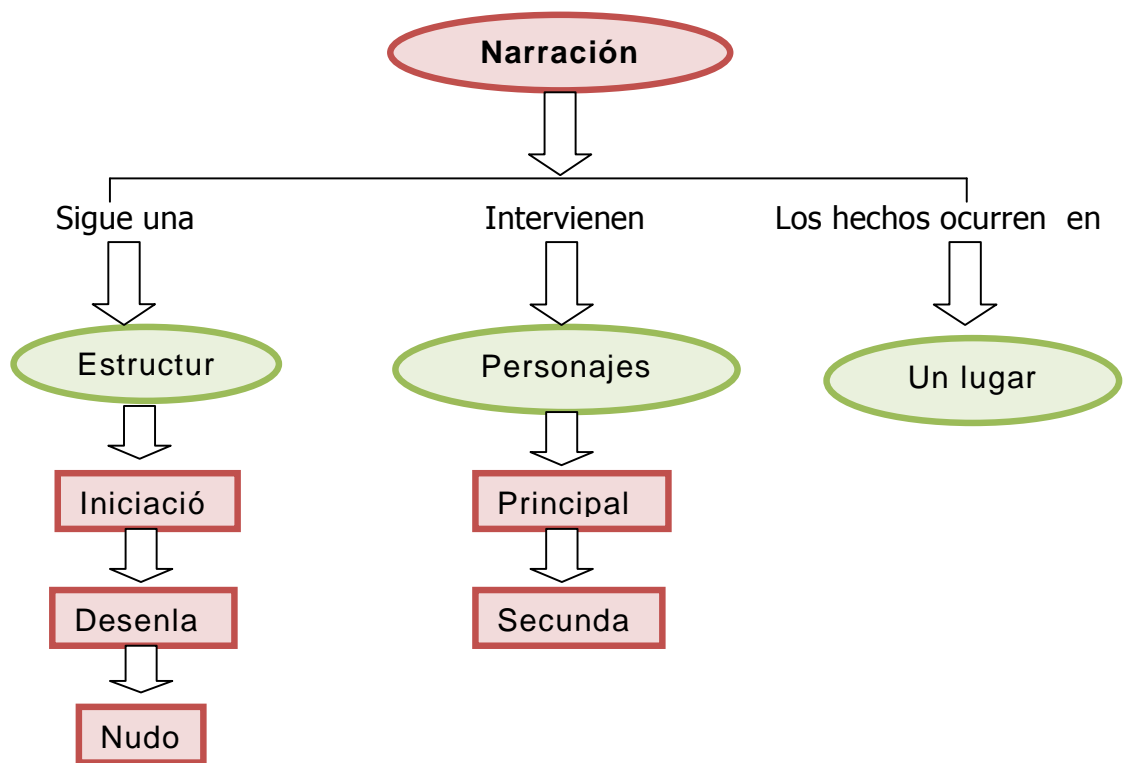 Narración
Sigue una
Intervienen
Los hechos ocurren en
Estructur
Personajes
Un lugar
Iniciació
Principal
Desenla
Secunda
Nudo